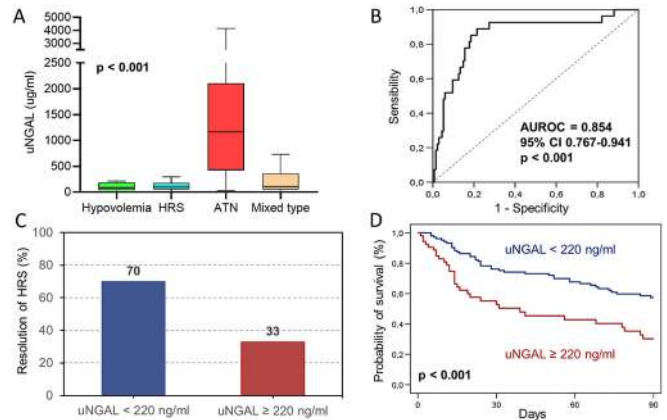 A
uNGAL (ug/ml)
5000
4000
3000
2500
2000
1500
1000
500
0
p < 0.001
Hypovolemia
HRS
ATN
Mixed type
B
Sensibility
1,0
0,8
0,6
0,4
0,2
0,0
AUROC = 0.854
95% CI 0.767-0.941
p < 0.001
0,0 0,2 0,4 0,6 0,8 1,0
1 - Specificity
C
Resolution of HRS (%)
100
80
60
40
20
0
70
33
uNGAL < 220 ng/ml
uNGAL ≥ 220 ng/ml
D
Probability of survival (%)
1,0
0,8
0,6
0,4
0,2
0,0
uNGAL < 220 ng/ml
uNGAL ≥ 220 ng/ml
p < 0.001
0 30 60 90
Days